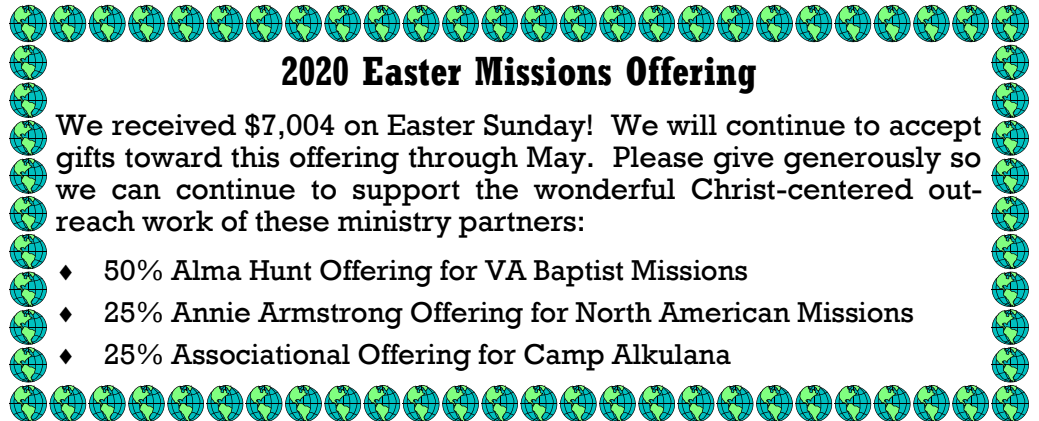 2020 Easter Missions Offering
We received $7,004 on Easter Sunday! We will continue to accept
gifts toward this offering through May. Please give generously so
we can continue to support the wonderful Christ-centered out-
reach work of these ministry partners:
♦ 50% Alma Hunt Offering for VA Baptist Missions
♦ 25% Annie Armstrong Offering for North American Missions
♦ 25% Associational Offering for Camp Alkulana